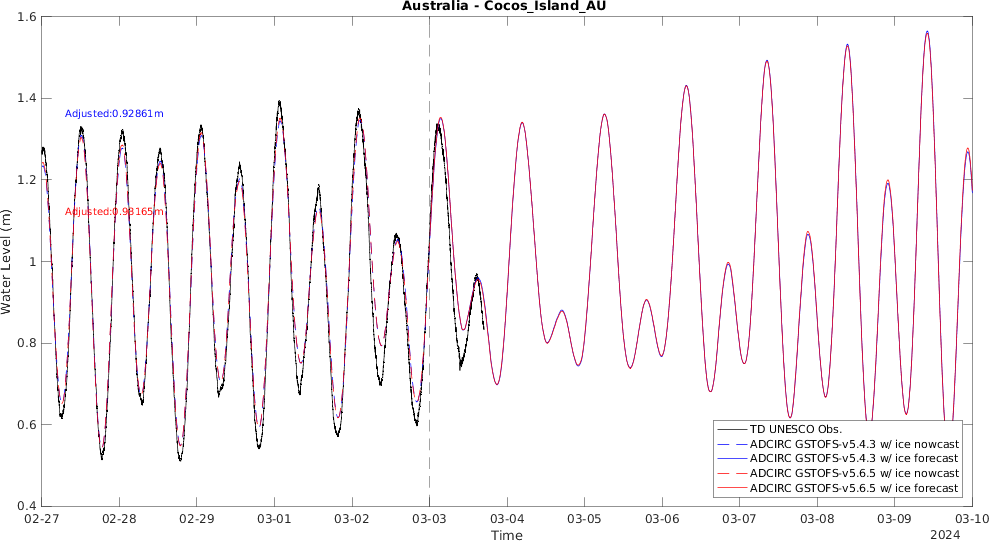 Australia - Cocos_Island_AU
1.6
1.4
1.2
1
0.8
0.6
0.4
Water Level (m)
Adjusted:0.92861m
Adjusted:0.93165m
TD UNESCO Obs.
ADCIRC GSTOFS-v5.4.3 w/ ice nowcast
ADCIRC GSTOFS-v5.4.3 w/ ice forecast
ADCIRC GSTOFS-v5.6.5 w/ ice nowcast
ADCIRC GSTOFS-v5.6.5 w/ ice forecast
02-27 02-28 02-29 03-01 03-02 03-03 03-04 03-05 03-06 03-07 03-08 03-09 03-10
Time
2024